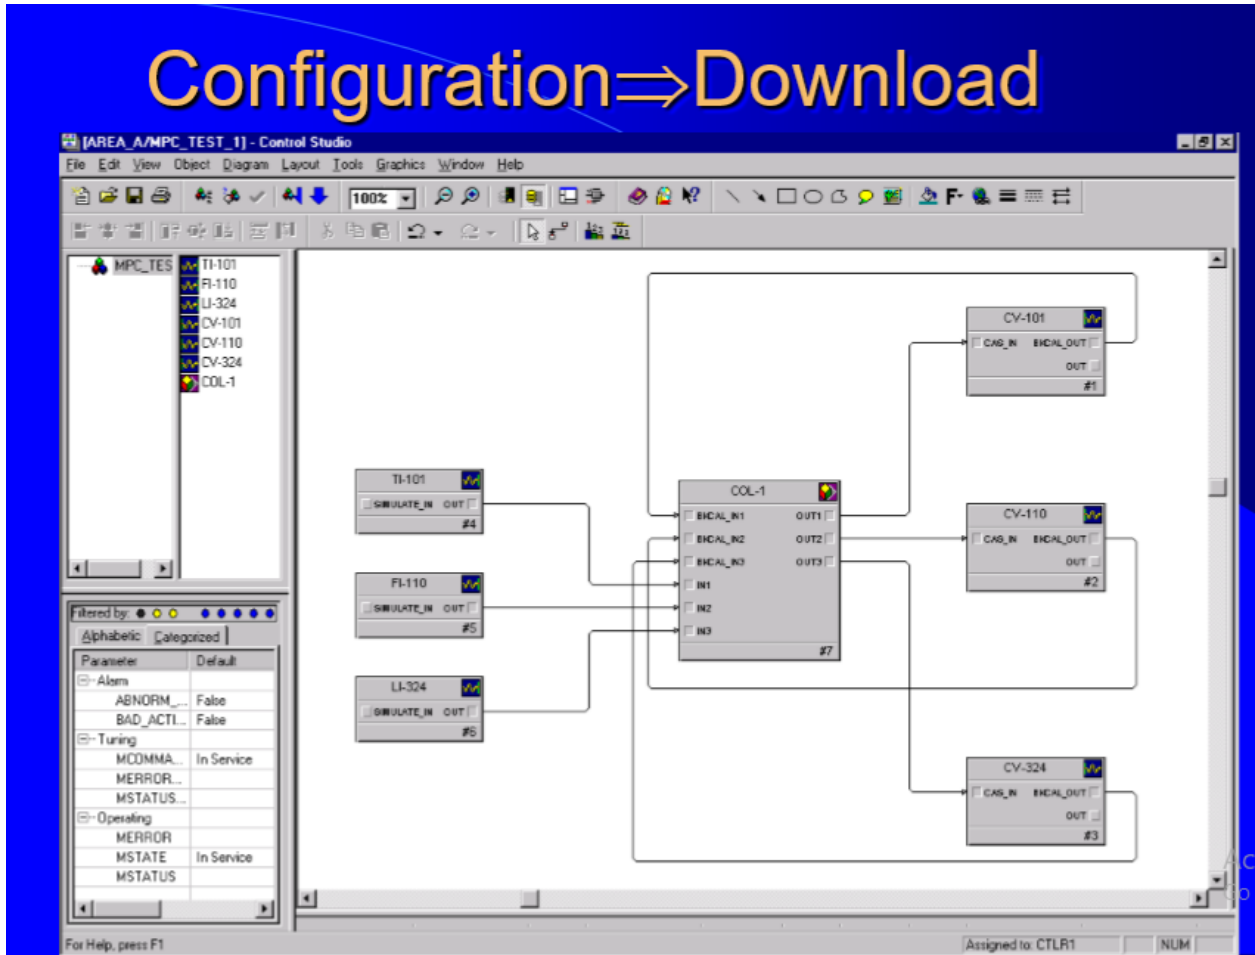 Configuration⇒Download
[AREA_A/MPC_TEST_1] - Control Studio
File Edit View Object Diagram Layout Tools Graphics Window Help
100%
F
MPC_TES
TI-101
FI-110
LI-324
CV-101
CV-110
CV-324
COL-1
Filtered by:
Alphabetic Categorized
Parameter Default
Alarm
ABNORM_... False
BAD_ACTI... False
Tuning
MCOMMA... In Service
MERROR...
MSTATUS...
Operating
MERROR
MSTATE In Service
MSTATUS
TI-101
SIMULATE_IN OUT
#4
FI-110
SIMULATE_IN OUT
#5
LI-324
SIMULATE_IN OUT
#6
COL-1
BKCAL_IN1 OUT1
BKCAL_IN2 OUT2
BKCAL_IN3 OUT3
IN1
IN2
IN3
#7
CV-101
CAS_IN BKCAL_OUT
OUT
#1
CV-110
CAS_IN BKCAL_OUT
OUT
#2
CV-324
CAS_IN BKCAL_OUT
OUT
#3
Ac
For Help, press F1
Assigned to: CTLR1
NUM